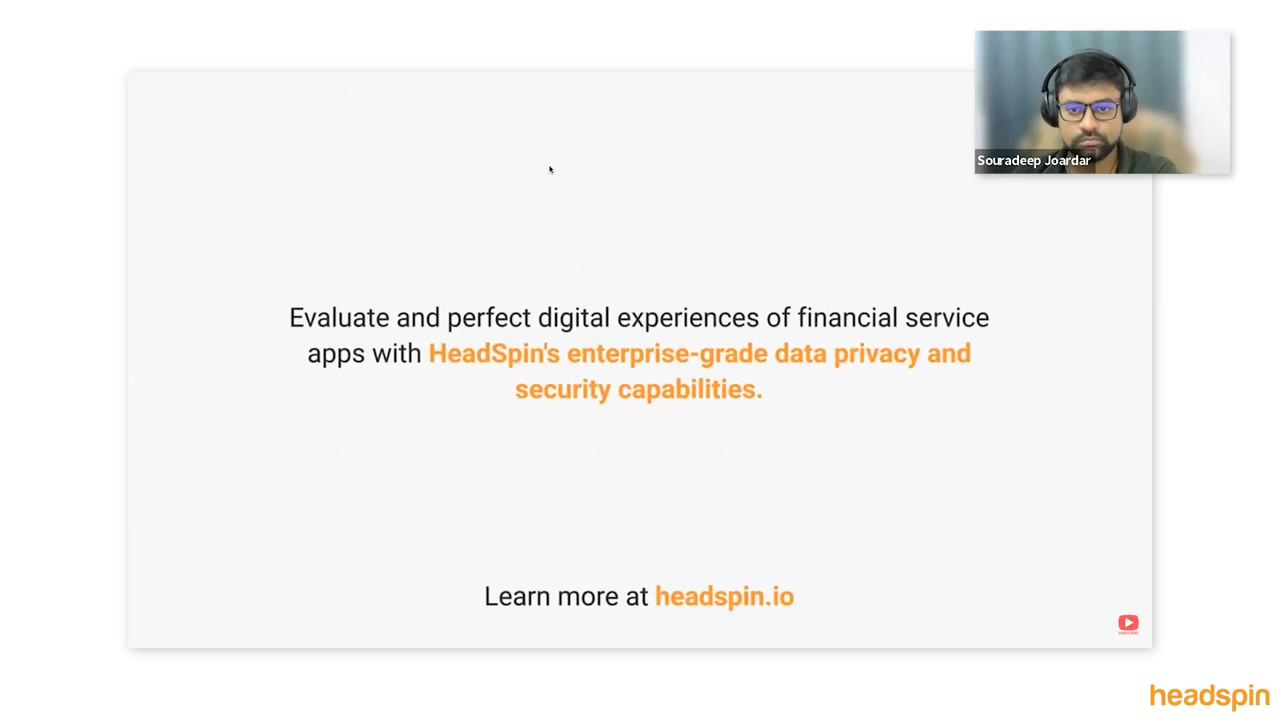 Souradeep Joardar
Evaluate and perfect digital experiences of financial service
apps with HeadSpin's enterprise-grade data privacy and
security capabilities.
Learn more at headspin.io
SUBSCRIBE
headspin